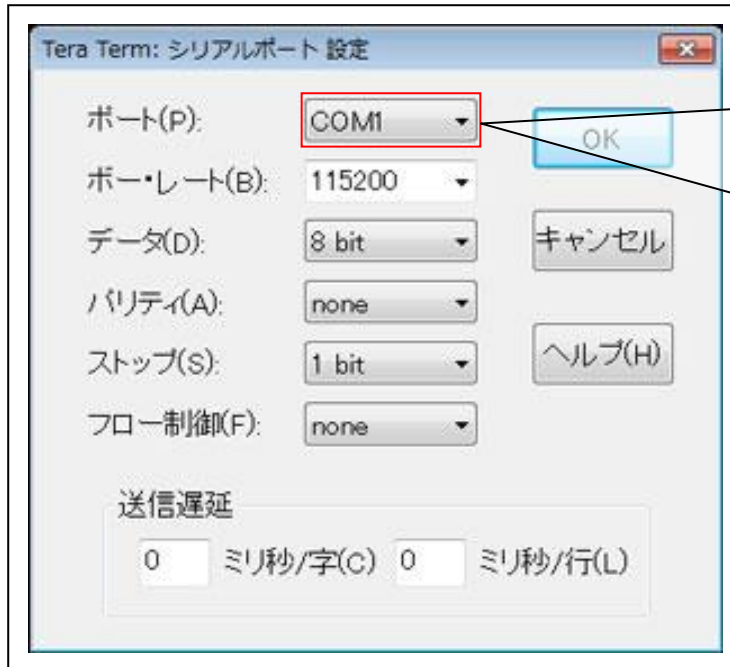 Tera Term: シリアルポート 設定
ポート(P): COM1
OK
ボー・レート(B): 115200
データ(D): 8 bit
キャンセル
パリティ(A): none
ストップ(S): 1 bit
ヘルプ(H)
フロー制御(F): none
送信遅延
0 ミリ秒/字(C) 0 ミリ秒/行(L)